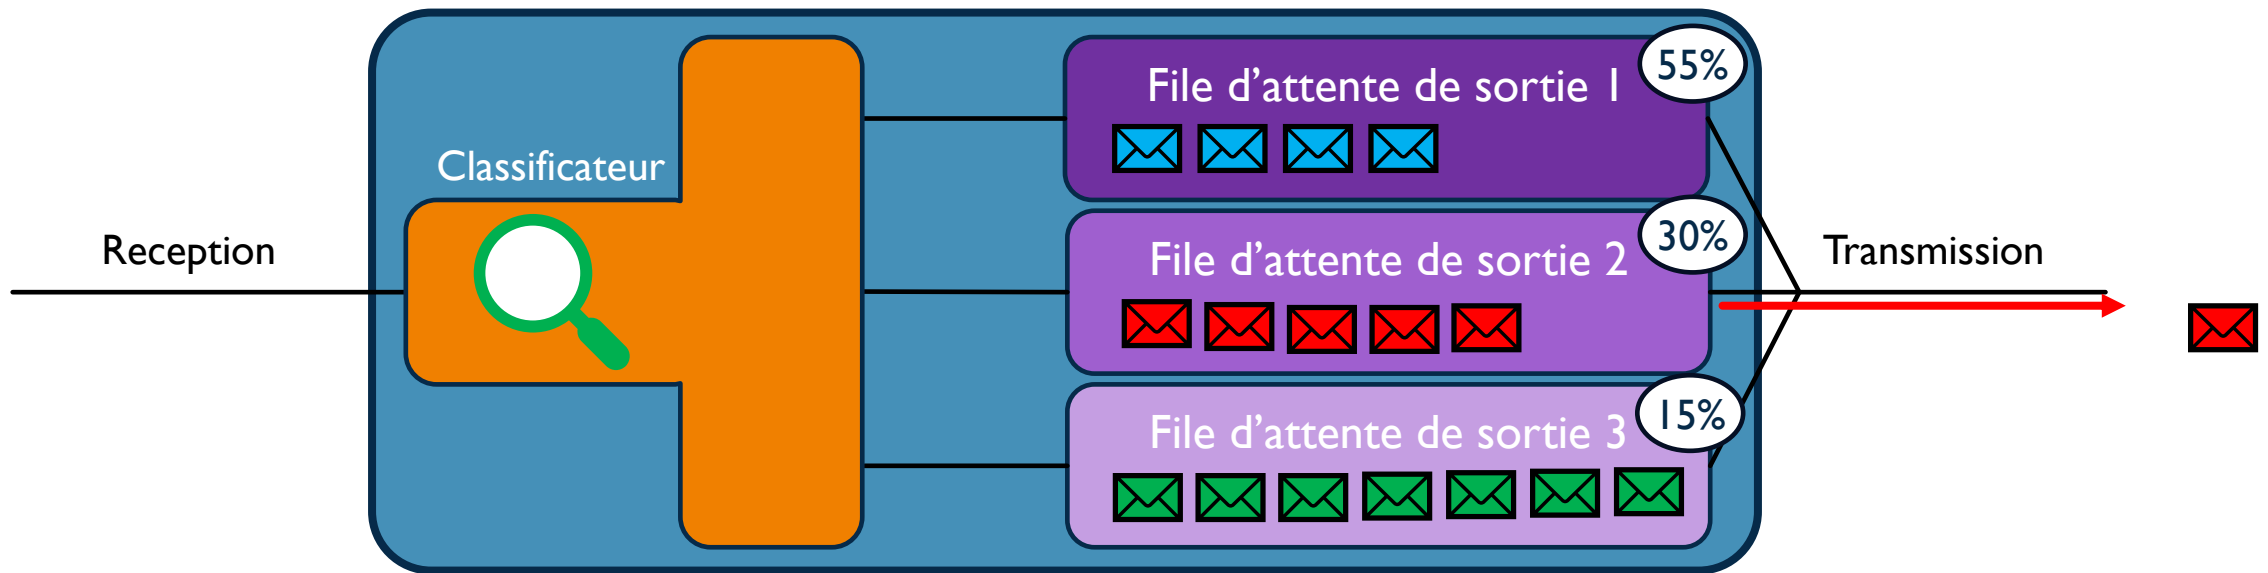 55%
File d’attente de sortie 1
Classificateur
Reception
30%
File d’attente de sortie 2
Transmission
15%
File d’attente de sortie 3